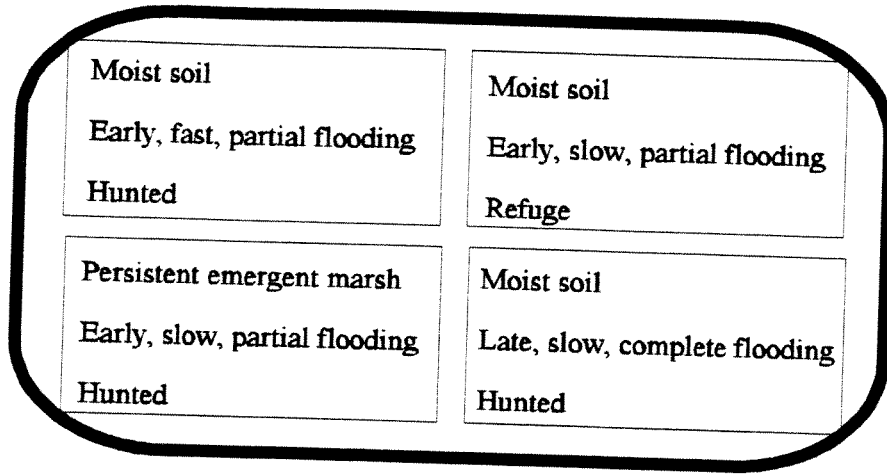 Moist soil
Early, fast, partial flooding
Hunted
Moist soil
Early, slow, partial flooding
Refuge
Persistent emergent marsh
Early, slow, partial flooding
Hunted
Moist soil
Late, slow, complete flooding
Hunted